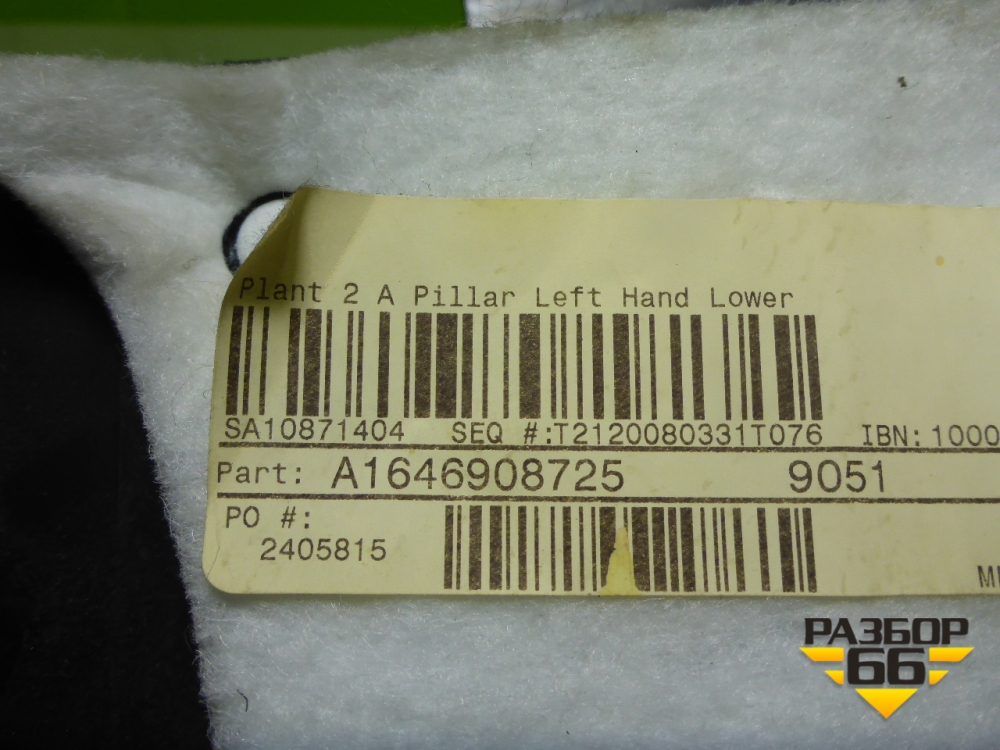 Plant 2 A Pillar Left Hand Lower
SA10871404 SEQ #:T2120080331T076 IBN: 1000
Part: A1646908725 9051
PO #:
2405815
РАЗБОР
66